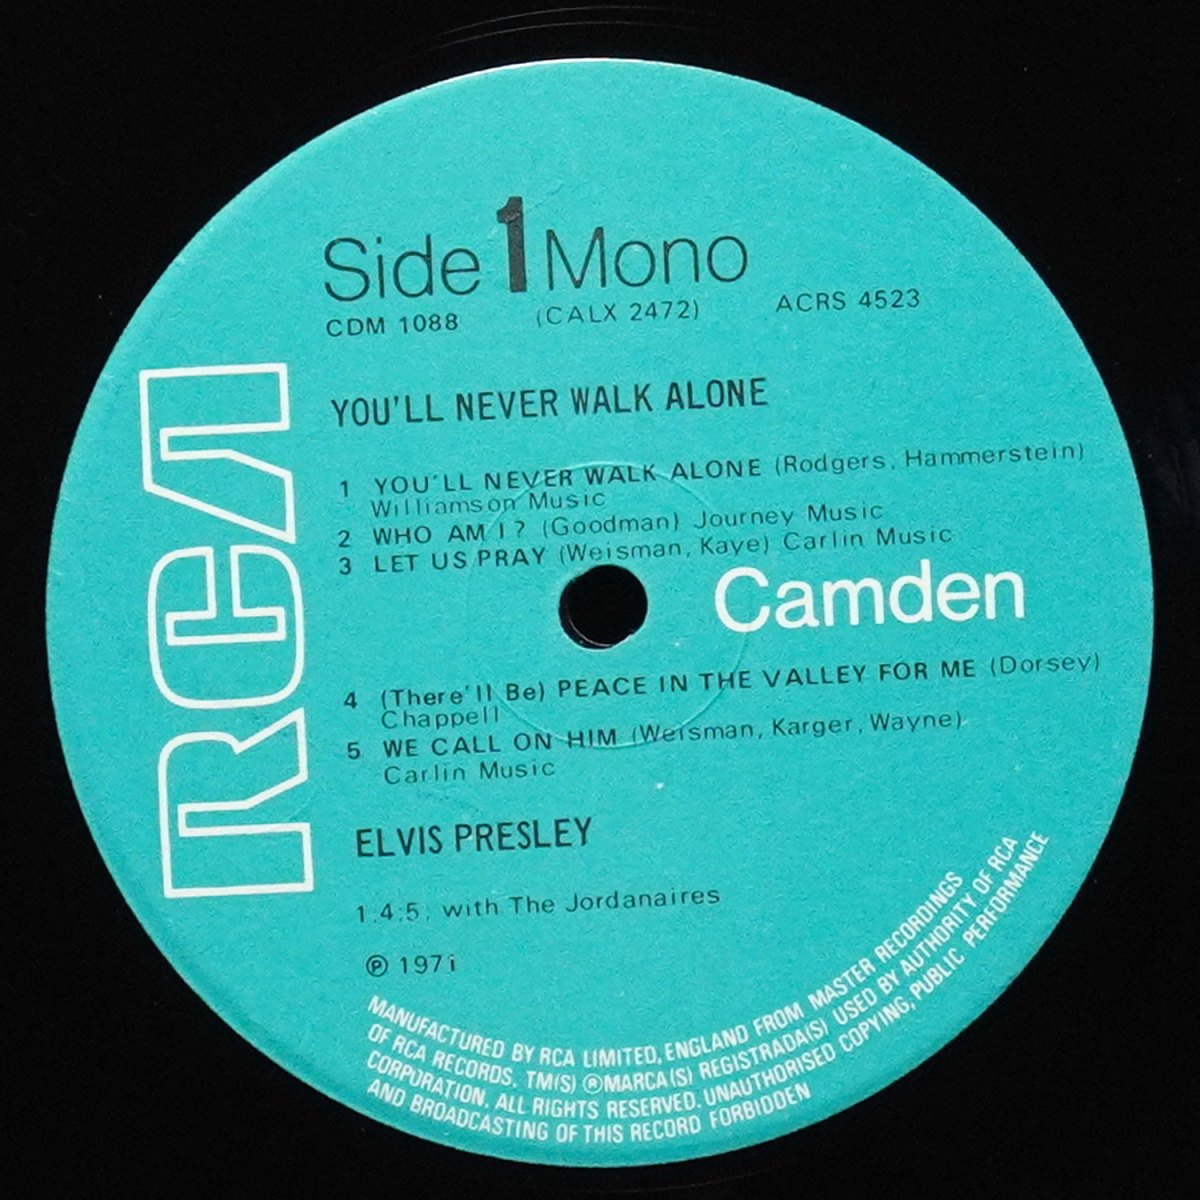 RCA
Side 1 Mono
CDM 1088 (CALX 2472) ACRS 4523
YOU'LL NEVER WALK ALONE
1 YOU'LL NEVER WALK ALONE (Rodgers, Hammerstein)
Williamson Music
2 WHO AM I? (Goodman) Journey Music
3 LET US PRAY (Weisman, Kaye) Carlin Music
Camden
4 (There'll Be) PEACE IN THE VALLEY FOR ME (Dorsey)
Chappell
5 WE CALL ON HIM (Weisman, Karger, Wayne)
Carlin Music
ELVIS PRESLEY
1:4:5: with The Jordanaires
℗ 1971
MANUFACTURED BY RCA LIMITED, ENGLAND FROM MASTER RECORDINGS
OF RCA RECORDS. TM(S) ®MARCA(S) REGISTRADA(S) USED BY AUTHORITY OF RCA
CORPORATION. ALL RIGHTS RESERVED. UNAUTHORISED COPYING, PUBLIC PERFORMANCE
AND BROADCASTING OF THIS RECORD FORBIDDEN